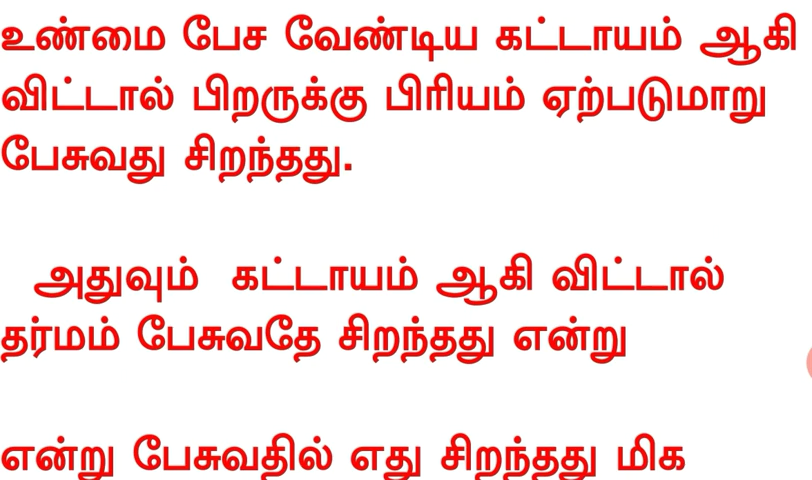 உண்மை பேச வேண்டிய கட்டாயம் ஆகி
விட்டால் பிறருக்கு பிரியம் ஏற்படுமாறு
பேசுவது சிறந்தது.
அதுவும் கட்டாயம் ஆகி விட்டால்
தர்மம் பேசுவதே சிறந்தது என்று
என்று பேசுவதில் எது சிறந்தது மிக